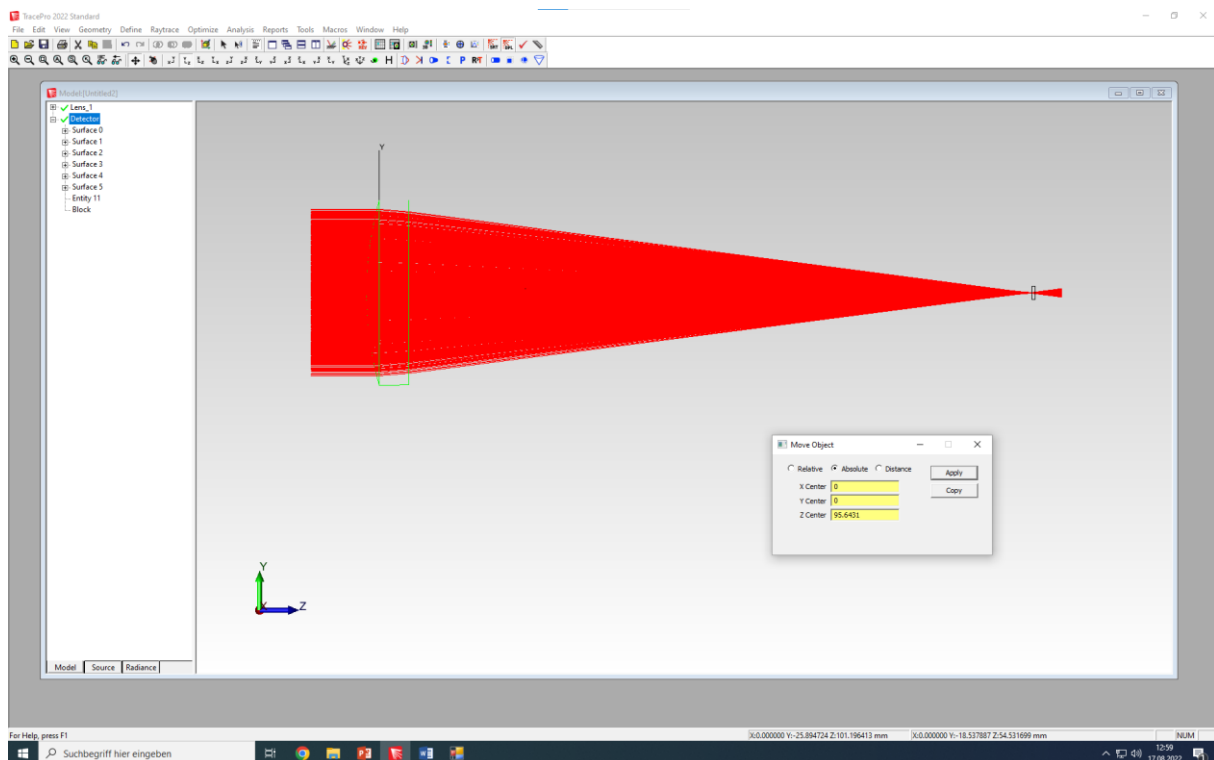 TracePro 2022 Standard
File Edit View Geometry Define Raytrace Optimize Analysis Reports Tools Macros Window Help
Model:[Untitled2]
Lens_1
Detector
Surface 0
Surface 1
Surface 2
Surface 3
Surface 4
Surface 5
Entity 11
Block
Y
Move Object
Relative Absolute Distance
Apply
X Center 0
Copy
Y Center 0
Z Center 95.6431
Y
X Z
Model Source Radiance
For Help, press F1
X:0.000000 Y:-25.894724 Z:101.196413 mm
X:0.000000 Y:-18.537887 Z:54.531699 mm
NUM
Suchbegriff hier eingeben
12:59
17.08.2022